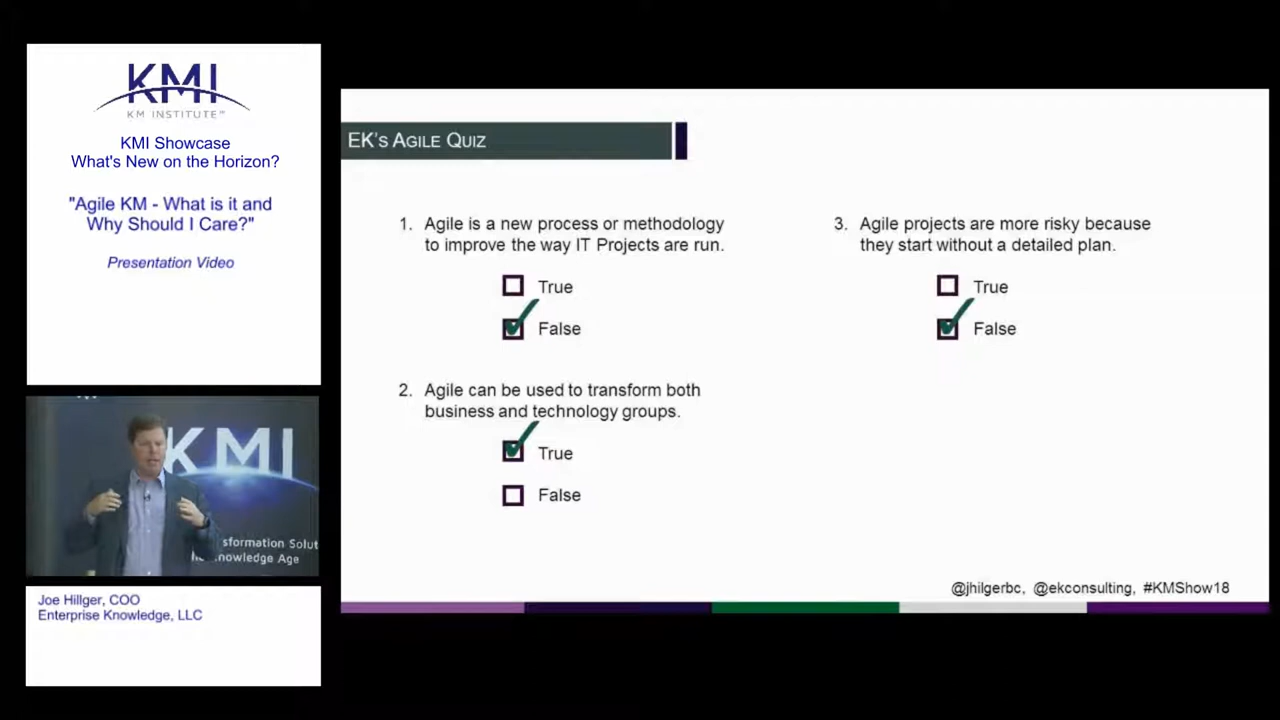 KMI
KM INSTITUTE™
KMI Showcase
What's New on the Horizon?
"Agile KM - What is it and
Why Should I Care?"
Presentation Video
KMI
sformation Solut
nowledge Age
Joe Hillger, COO
Enterprise Knowledge, LLC
EK'S AGILE QUIZ
1. Agile is a new process or methodology
to improve the way IT Projects are run.
True
False
2. Agile can be used to transform both
business and technology groups.
True
False
3. Agile projects are more risky because
they start without a detailed plan.
True
False
@jhilgerbc, @ekconsulting, #KMShow18